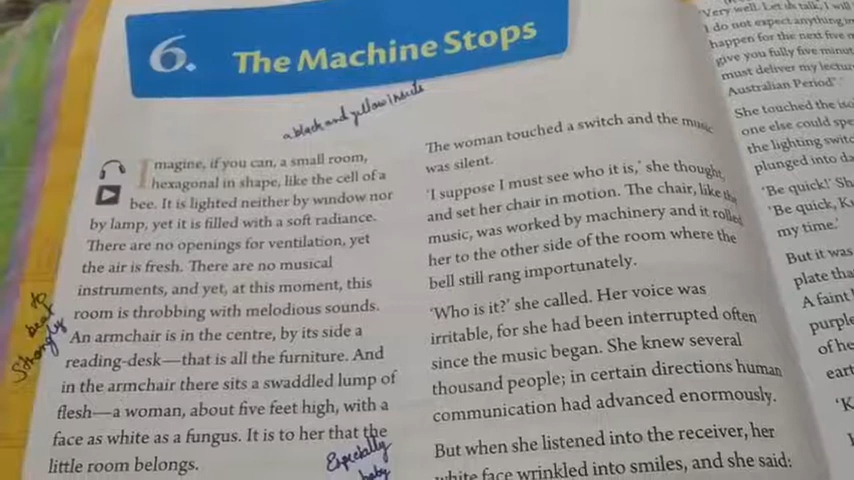 6.
The Machine Stops
a black and yellow insects
Imagine, if you can, a small room,
hexagonal in shape, like the cell of a
bee. It is lighted neither by window nor
by lamp, yet it is filled with a soft radiance.
There are no openings for ventilation, yet
the air is fresh. There are no musical
instruments, and yet, at this moment, this
room is throbbing with melodious sounds.
An armchair is in the centre, by its side a
reading-desk—that is all the furniture. And
in the armchair there sits a swaddled lump of
flesh—a woman, about five feet high, with a
face as white as a fungus. It is to her that the
little room belongs.
to
beat
strongly
Especially
baby
The woman touched a switch and the music
was silent.
'I suppose I must see who it is,' she thought,
and set her chair in motion. The chair, like the
music, was worked by machinery and it rolled
her to the other side of the room where the
bell still rang importunately.
'Who is it?' she called. Her voice was
irritable, for she had been interrupted often
since the music began. She knew several
thousand people; in certain directions human
communication had advanced enormously.
But when she listened into the receiver, her
white face wrinkled into smiles, and she said:
'Very well. Let us talk, I will
I do not expect anything
happen for the next five
give you fully five
must deliver my
Australian Period".
She touched the
one else could
the lighting
plunged into
'Be quick!'
'Be quick,
my time.'
But it was
plate
A faint
purple
of he